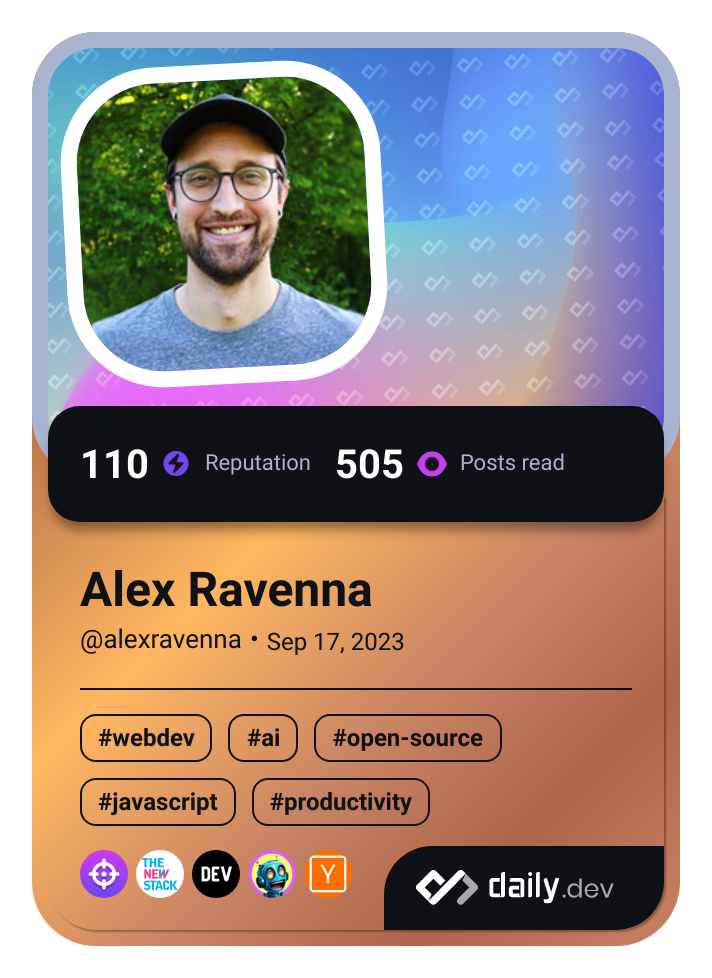 110 Reputation 505 Posts read
Alex Ravenna
@alexravenna • Sep 17, 2023
#webdev #ai #open-source
#javascript #productivity
THE
NEW
STACK
DEV
Y
daily.dev